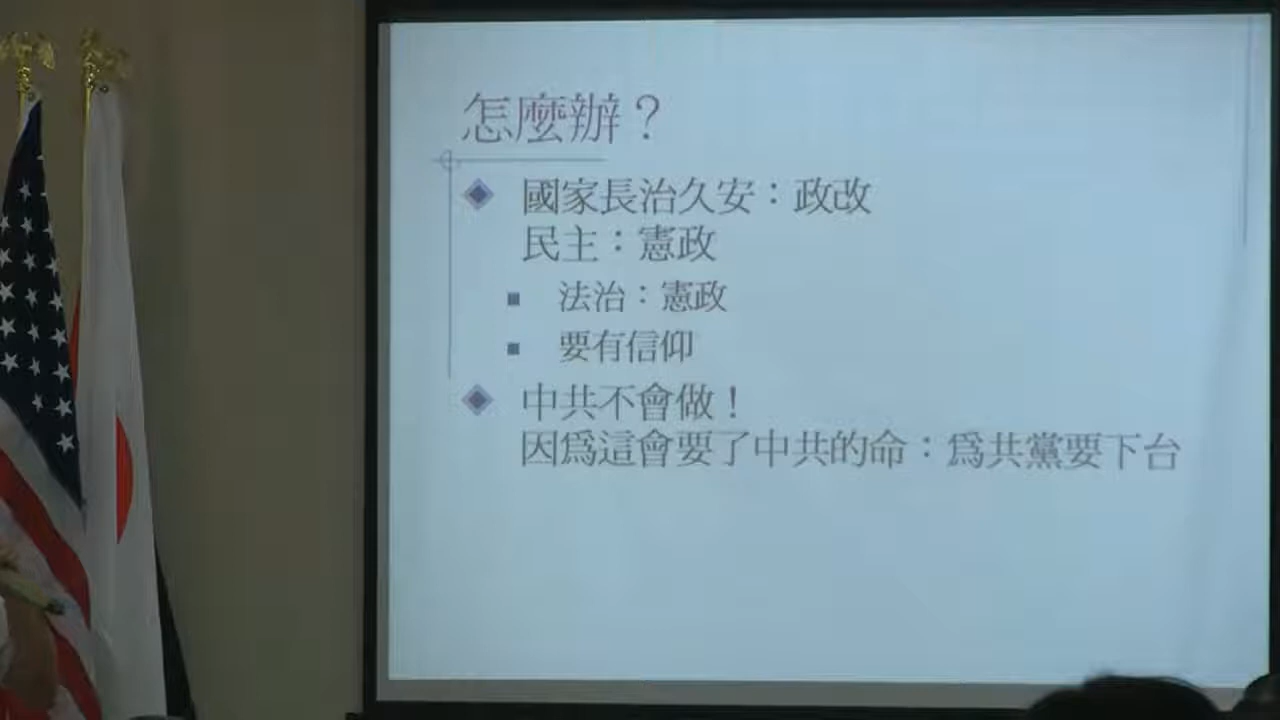 怎麼辦？
國家長治久安：政改
民主：憲政
法治：憲政
要有信仰
中共不會做！
因爲這會要了中共的命：爲共黨要下台